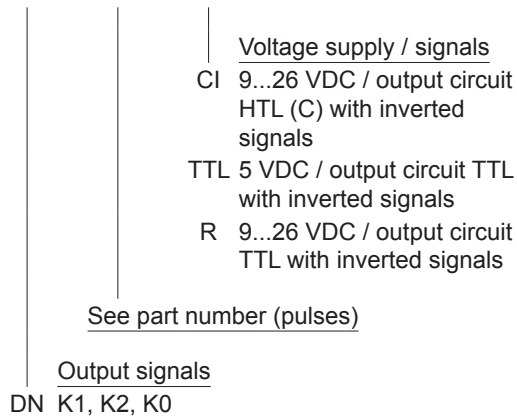 Voltage supply / signals
CI 9...26 VDC / output circuit
HTL (C) with inverted
signals
TTL 5 VDC / output circuit TTL
with inverted signals
R 9...26 VDC / output circuit
TTL with inverted signals
See part number (pulses)
Output signals
DN K1, K2, K0